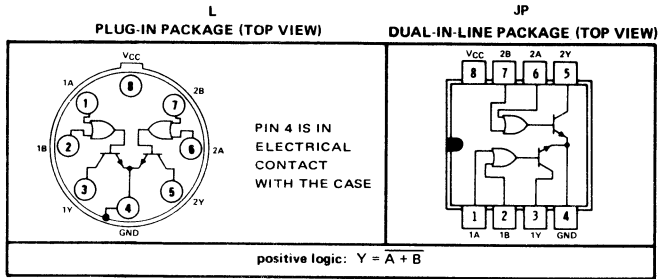 L
PLUG-IN PACKAGE (TOP VIEW)
VCC
1A
2B
1
8
7
1B
2
6
2A
3
4
5
1Y
2Y
GND
PIN 4 IS IN
ELECTRICAL
CONTACT
WITH THE CASE
JP
DUAL-IN-LINE PACKAGE (TOP VIEW)
VCC 2B 2A 2Y
8 7 6 5
1 2 3 4
1A 1B 1Y GND
positive logic: Y = A + B